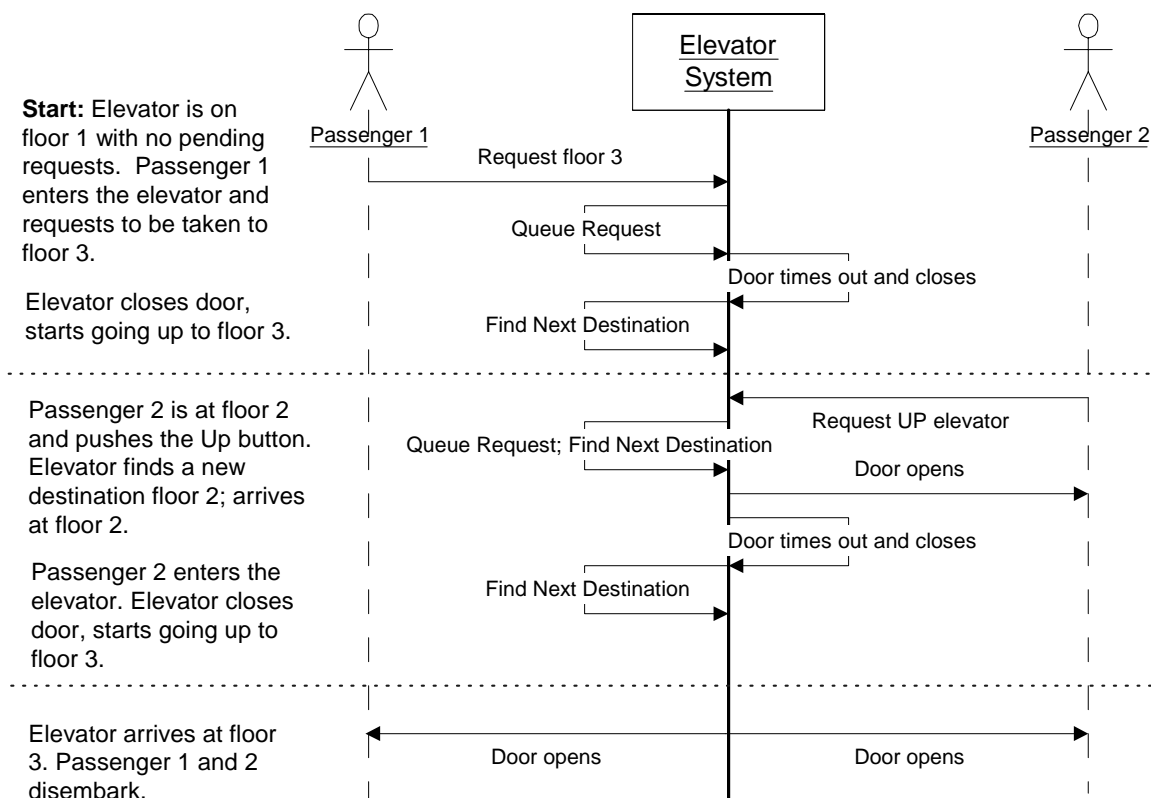 Elevator
System
Passenger 1
Passenger 2
Start: Elevator is on
floor 1 with no pending
requests. Passenger 1
enters the elevator and
requests to be taken to
floor 3.
Request floor 3
Queue Request
Door times out and closes
Elevator closes door,
starts going up to floor 3.
Find Next Destination
Passenger 2 is at floor 2
and pushes the Up button.
Elevator finds a new
destination floor 2; arrives
at floor 2.
Request UP elevator
Queue Request; Find Next Destination
Door opens
Door times out and closes
Passenger 2 enters the
elevator. Elevator closes
door, starts going up to
floor 3.
Find Next Destination
Elevator arrives at floor
3. Passenger 1 and 2
disembark.
Door opens
Door opens